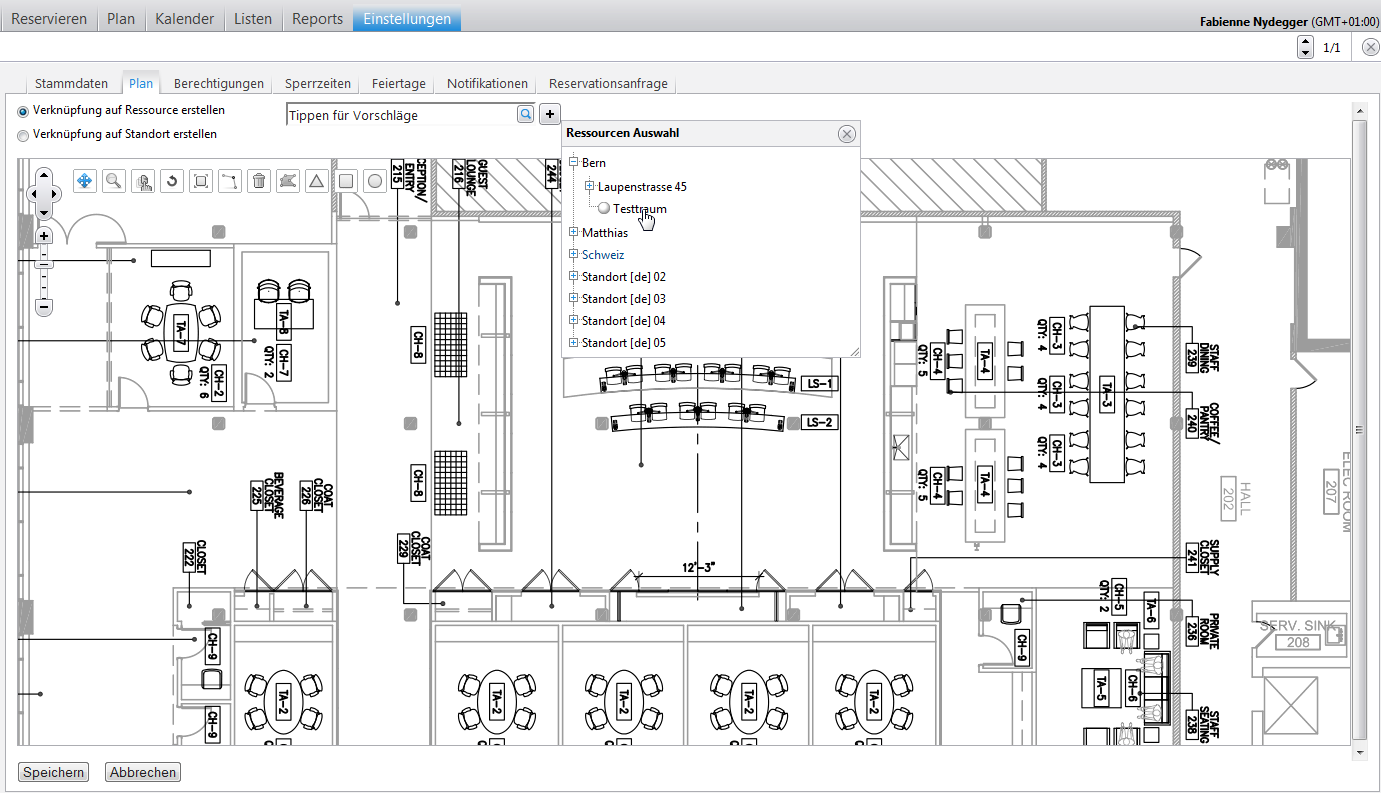 Reservieren
Plan
Kalender
Listen
Reports
Einstellungen
Fabienne Nydegger (GMT+01:00)
1/1
Stammdaten
Plan
Berechtigungen
Sperrzeiten
Feiertage
Notifikationen
Reservationsanfrage
Verknüpfung auf Ressource erstellen
Verknüpfung auf Standort erstellen
Tippen für Vorschläge
Ressourcen Auswahl
Bern
Laupenstrasse 45
Testtraum
Matthias
Schweiz
Standort [de] 02
Standort [de] 03
Standort [de] 04
Standort [de] 05
CEPTION/
ENTRY
215
GUEST
LOUNGE
216
244
TA-7
CH-2
QTY: 6
TA-8
CH-7
QTY: 2
CH-8
CH-8
LS-1
LS-2
CH-4
QTY: 5
TA-4
CH-3
QTY: 4
CH-3
QTY: 4
CH-3
QTY: 4
TA-3
CH-4
QTY: 5
TA-4
STAFF
DINING
239
COFFEE/
PANTRY
240
HALL
202
ELEC ROOM
207
BEVERAGE
CLOSET
225
COAT
CLOSET
226
CLOSET
222
COAT
CLOSET
229
12'-3"
SUPPLY
CLOSET
241
CH-9
CH-9
TA-2
TA-2
TA-2
TA-2
TA-2
CH-9
CH-5
QTY: 2
TA-6
TA-5
CH-6
PRIVATE
ROOM
236
STAFF
SEATING
238
SERV. SINK
208
Speichern
Abbrechen